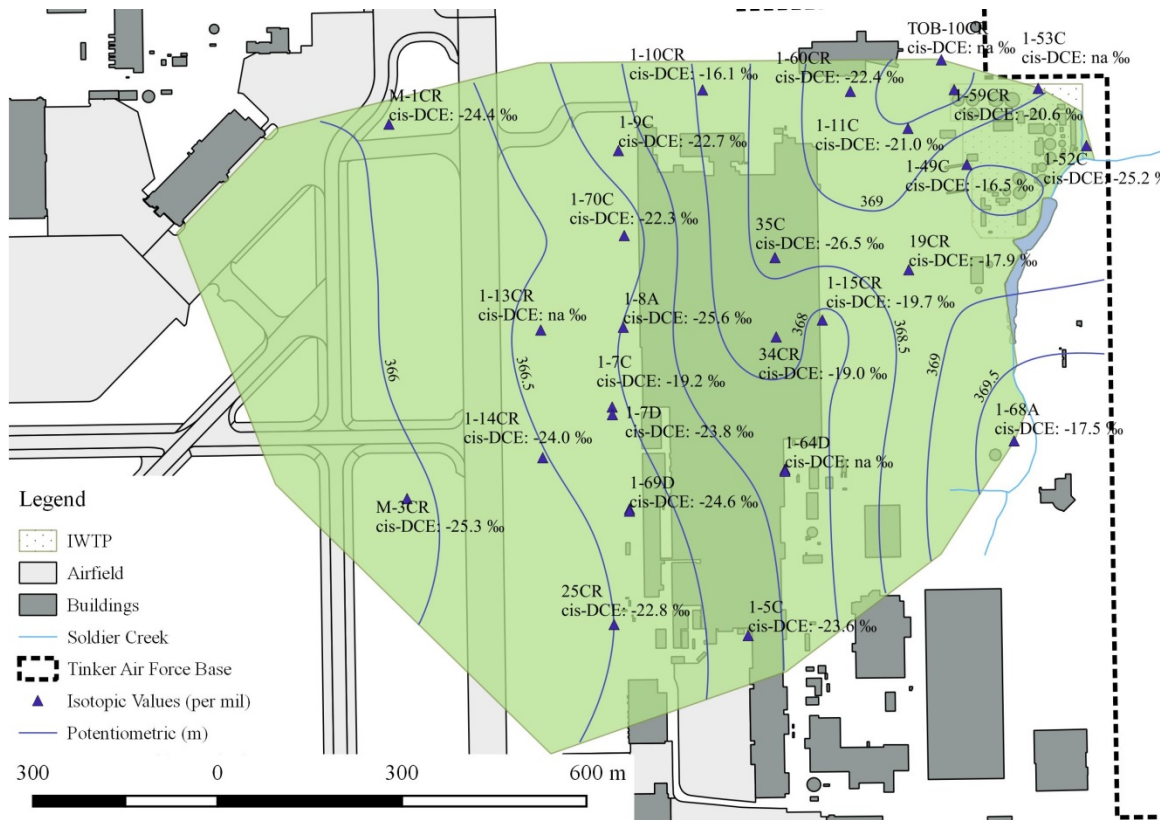 TOB-10CR
cis-DCE: na ‰
1-53C
cis-DCE: na ‰
1-10CR
cis-DCE: -16.1 ‰
1-60CR
cis-DCE: -22.4 ‰
M-1CR
cis-DCE: -24.4 ‰
1-59CR
cis-DCE: -20.6 ‰
1-9C
cis-DCE: -22.7 ‰
1-11C
cis-DCE: -21.0 ‰
1-52C
cis-DCE: -25.2 ‰
1-49C
cis-DCE: -16.5 ‰
369
1-70C
cis-DCE: -22.3 ‰
35C
cis-DCE: -26.5 ‰
19CR
cis-DCE: -17.9 ‰
1-13CR
cis-DCE: na ‰
1-8A
cis-DCE: -25.6 ‰
1-15CR
cis-DCE: -19.7 ‰
368
368.5
34CR
cis-DCE: -19.0 ‰
366
366.5
369
369.5
1-7C
cis-DCE: -19.2 ‰
1-7D
cis-DCE: -23.8 ‰
1-14CR
cis-DCE: -24.0 ‰
1-68A
cis-DCE: -17.5 ‰
1-64D
cis-DCE: na ‰
1-69D
cis-DCE: -24.6 ‰
M-3CR
cis-DCE: -25.3 ‰
25CR
cis-DCE: -22.8 ‰
1-5C
cis-DCE: -23.6 ‰
Legend
IWTP
Airfield
Buildings
Soldier Creek
Tinker Air Force Base
Isotopic Values (per mil)
Potentiometric (m)
300 0 300 600 m